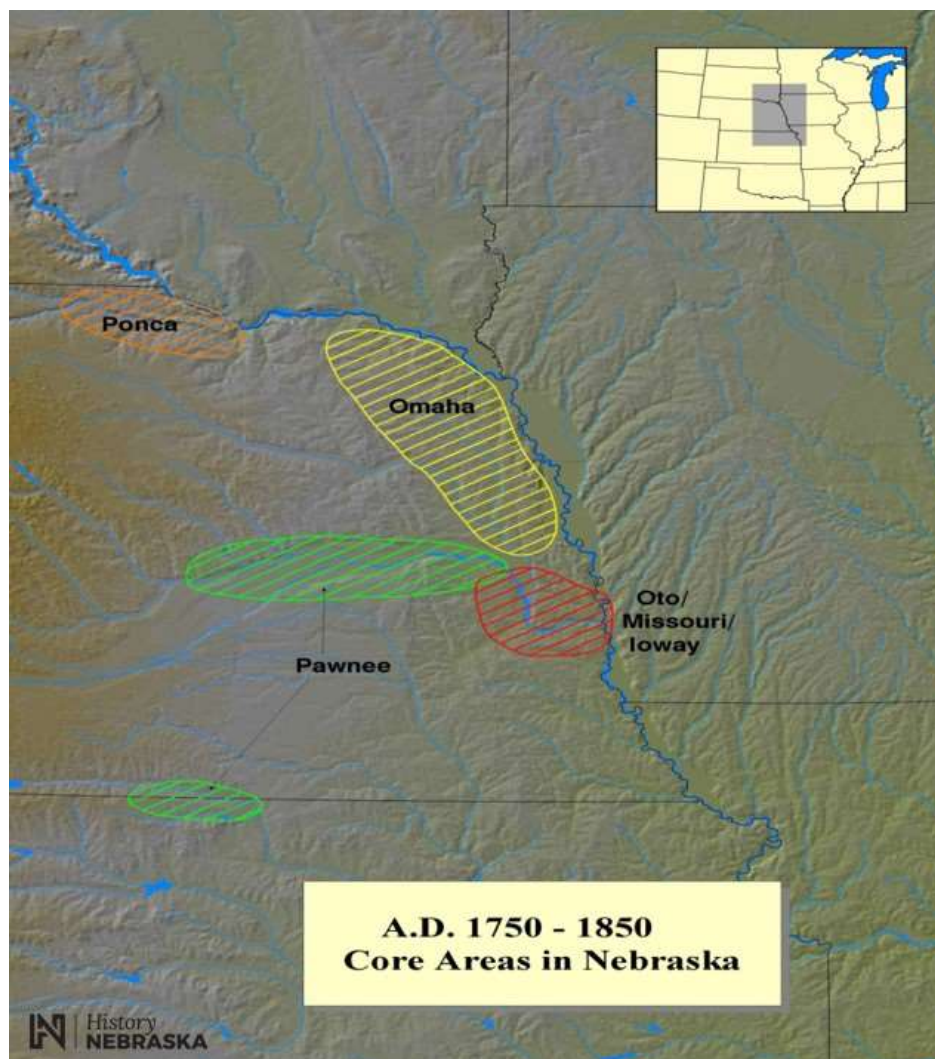 Ponca
Omaha
Oto/
Missouri/
Ioway
Pawnee
A.D. 1750 - 1850
Core Areas in Nebraska
N
History
NEBRASKA